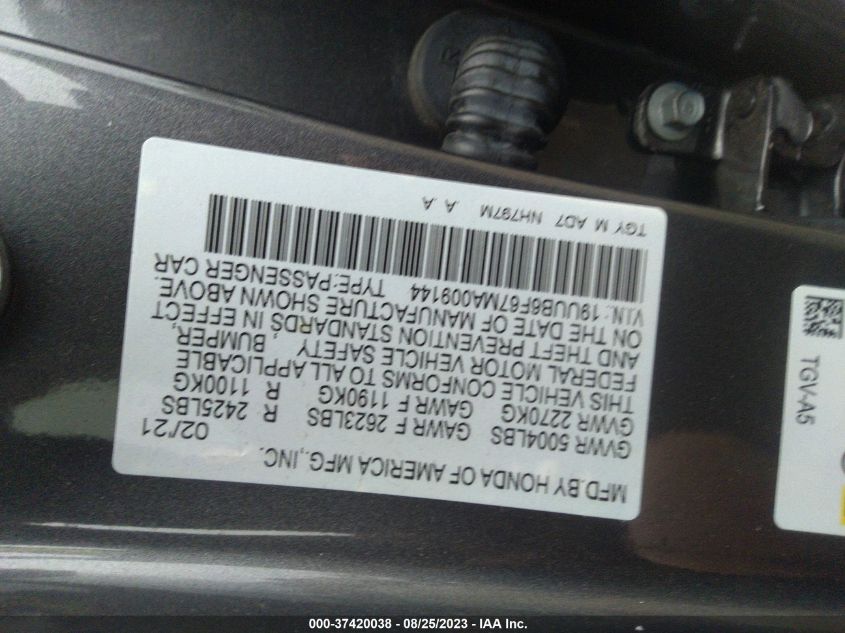 MFD.BY HONDA OF AMERICA MFG.,INC.
02/'21
GVWR 5004LBS GAWR F 2623LBS R 2425LBS
GVWR 2270KG GAWR F 1190KG R 1100KG
THIS VEHICLE CONFORMS TO ALL APPLICABLE
FEDERAL MOTOR VEHICLE SAFETY, BUMPER,
AND THEFT PREVENTION STANDARDS IN EFFECT
ON THE DATE OF MANUFACTURE SHOWN ABOVE.
V.I.N.: 19UUB6F67MA009144 TYPE:PASSENGER CAR
TGY M AD7 NH797M .A .A
TGV-A5
000-37420038 - 08/25/2023 - IAA Inc.